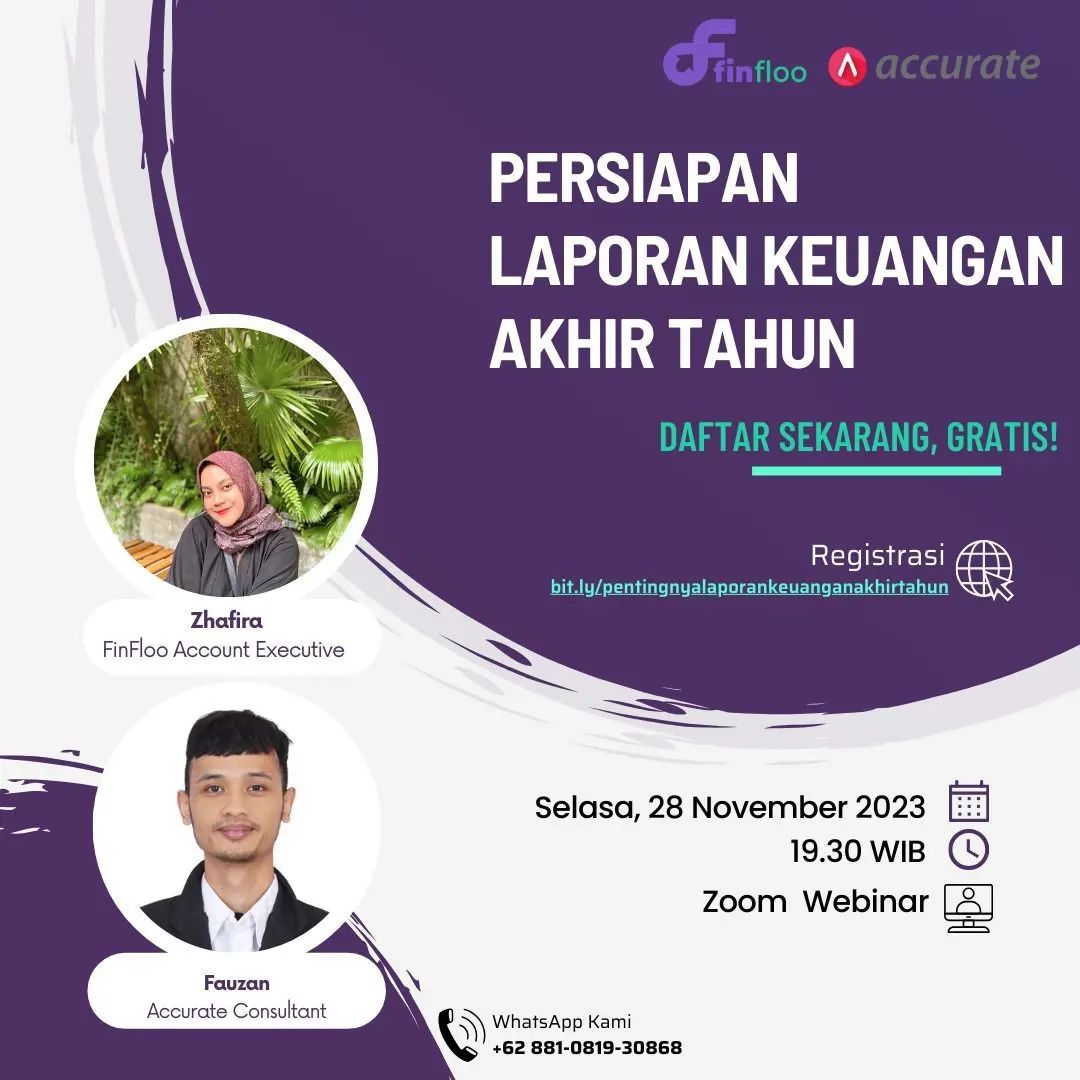 finfloo accurate
PERSIAPAN
LAPORAN KEUANGAN
AKHIR TAHUN
DAFTAR SEKARANG, GRATIS!
Registrasi
bit.ly/pentingnyalaporankeuanganakhirtahun
Zhafira
FinFloo Account Executive
Fauzan
Accurate Consultant
Selasa, 28 November 2023
19.30 WIB
Zoom Webinar
WhatsApp Kami
+62 881-0819-30868